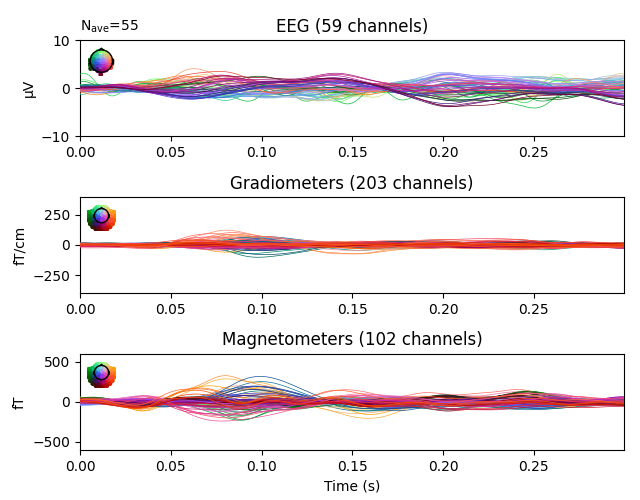 N_ave=55
EEG (59 channels)
10
0
−10
µV
0.00 0.05 0.10 0.15 0.20 0.25
Gradiometers (203 channels)
250
0
−250
fT/cm
0.00 0.05 0.10 0.15 0.20 0.25
Magnetometers (102 channels)
500
0
−500
fT
0.00 0.05 0.10 0.15 0.20 0.25
Time (s)